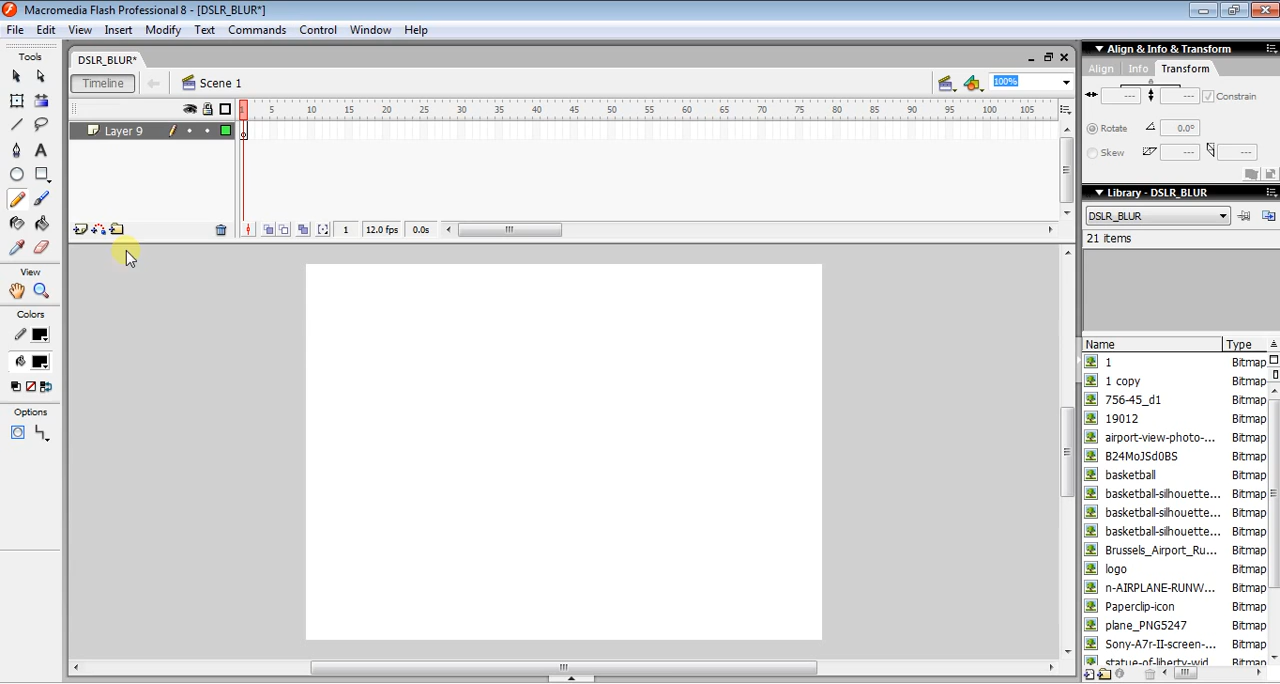 Macromedia Flash Professional 8 - [DSLR_BLUR*]
File Edit View Insert Modify Text Commands Control Window Help
Tools
DSLR_BLUR*
Timeline
Scene 1
100%
1 5 10 15 20 25 30 35 40 45 50 55 60 65 70 75 80 85 90 95 100 105
Layer 9
1 12.0 fps 0.0s
View
Colors
Options
Align & Info & Transform
Align Info Transform
--- --- Constrain
Rotate 0.0°
Skew --- ---
Library - DSLR_BLUR
DSLR_BLUR
21 items
Name Type
1 Bitmap
1 copy Bitmap
756-45_d1 Bitmap
19012 Bitmap
airport-view-photo-... Bitmap
B24MoJSd0BS Bitmap
basketball Bitmap
basketball-silhouette... Bitmap
basketball-silhouette... Bitmap
basketball-silhouette... Bitmap
Brussels_Airport_Ru... Bitmap
logo Bitmap
n-AIRPLANE-RUNW... Bitmap
Paperclip-icon Bitmap
plane_PNG5247 Bitmap
Sony-A7r-II-screen-... Bitmap
statue-of-liberty-wid... Bitmap